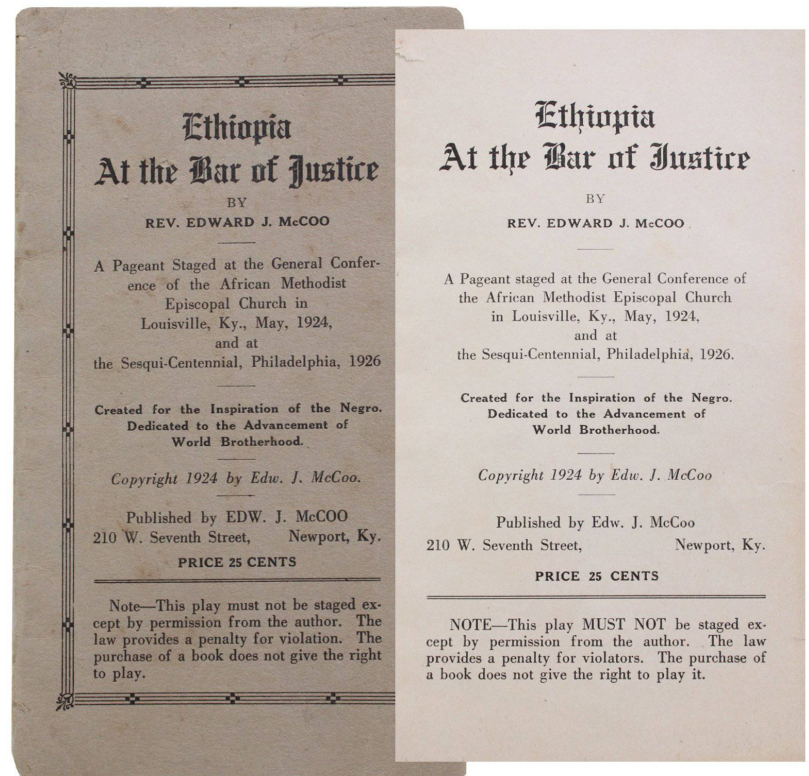 Ethiopia
At the Bar of Justice
BY
REV. EDWARD J. McCOO
A Pageant Staged at the General Confer-
ence of the African Methodist
Episcopal Church in
Louisville, Ky., May, 1924,
and at
the Sesqui-Centennial, Philadelphia, 1926
Created for the Inspiration of the Negro.
Dedicated to the Advancement of
World Brotherhood.
Copyright 1924 by Edw. J. McCoo.
Published by EDW. J. McCOO
210 W. Seventh Street, Newport, Ky.
PRICE 25 CENTS
Note—This play must not be staged ex-
cept by permission from the author. The
law provides a penalty for violation. The
purchase of a book does not give the right
to play.
Ethiopia
At the Bar of Justice
BY
REV. EDWARD J. McCOO
A Pageant staged at the General Conference of
the African Methodist Episcopal Church
in Louisville, Ky., May, 1924,
and at
the Sesqui-Centennial, Philadelphia, 1926.
Created for the Inspiration of the Negro.
Dedicated to the Advancement of
World Brotherhood.
Copyright 1924 by Edw. J. McCoo
Published by Edw. J. McCoo
210 W. Seventh Street, Newport, Ky.
PRICE 25 CENTS
NOTE—This play MUST NOT be staged ex-
cept by permission from the author. The law
provides a penalty for violators. The purchase of
a book does not give the right to play it.